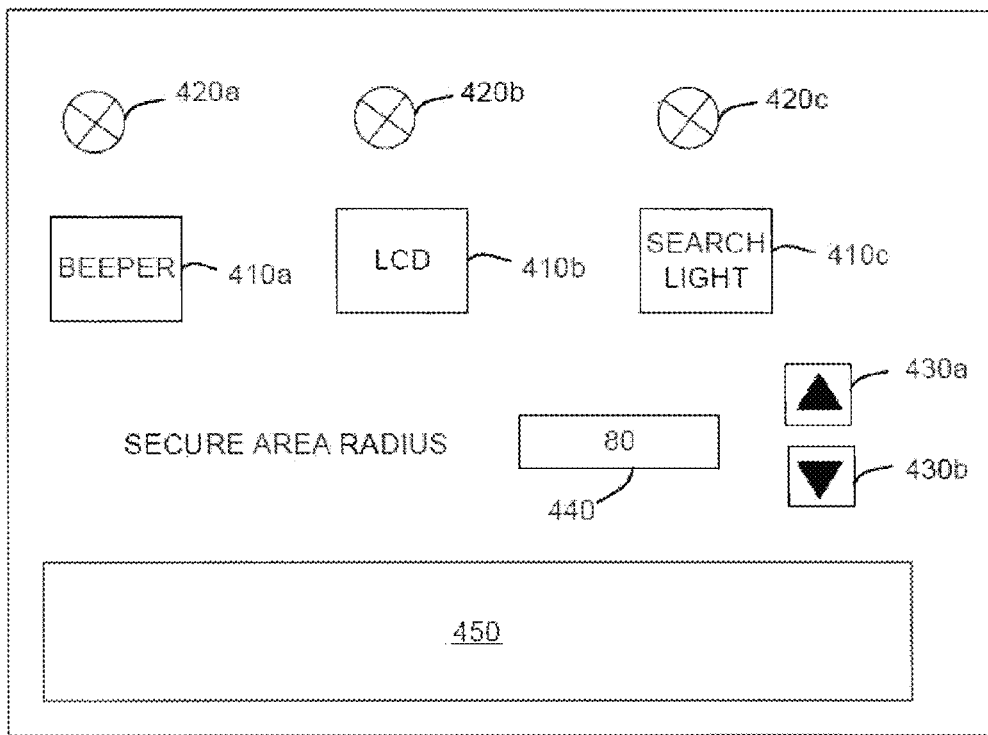 420a 420b 420c
BEEPER 410a LCD 410b SEARCH LIGHT 410c
430a
SECURE AREA RADIUS 80
430b
440
450